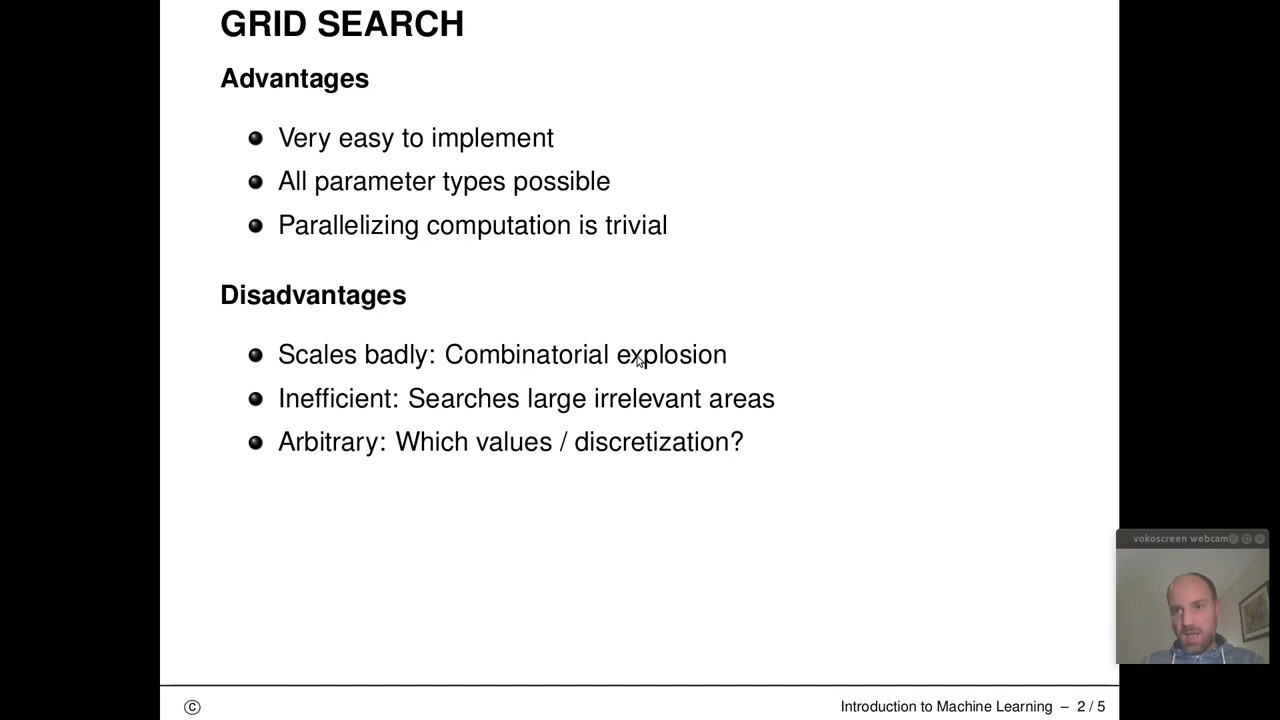 GRID SEARCH
Advantages
Very easy to implement
All parameter types possible
Parallelizing computation is trivial
Disadvantages
Scales badly: Combinatorial explosion
Inefficient: Searches large irrelevant areas
Arbitrary: Which values / discretization?
vokoscreen webcam
© Introduction to Machine Learning – 2 / 5